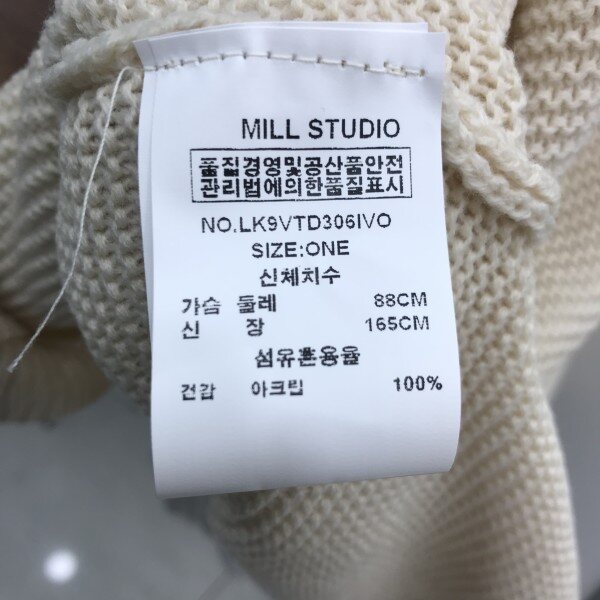 MILL STUDIO
품질경영및공산품안전
관리법에의한품질표시
NO.LK9VTD306IVO
SIZE:ONE
신체치수
가슴 둘레 88CM
신 장 165CM
섬유혼용율
겉감 아크릴 100%